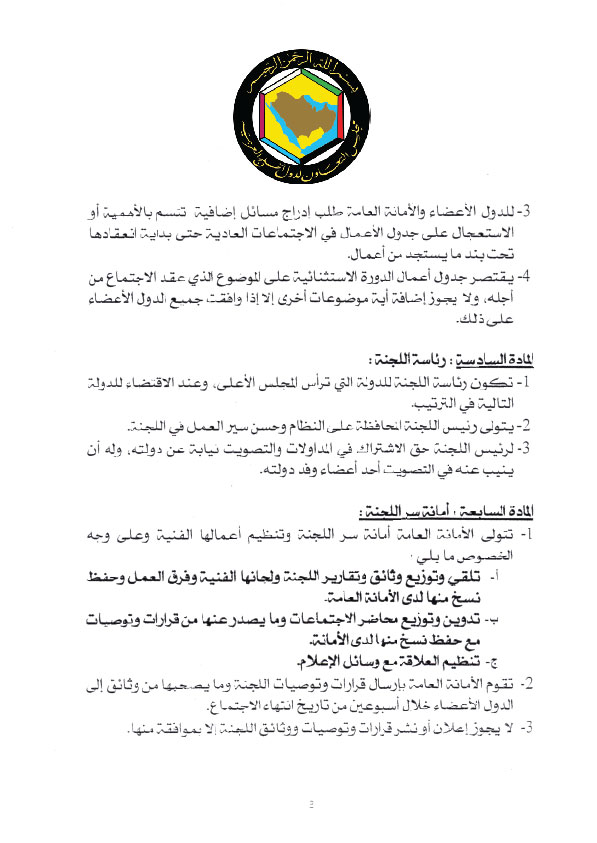 بسم الله الرحمن الرحيم
مجلس التعاون لدول الخليج العربية
3- للدول الأعضاء والأمانة العامة طلب إدراج مسائل إضافية تتسم بالأهمية أو
الاستعجال على جدول الأعمال في الاجتماعات العادية حتى بداية انعقادها
تحت بند ما يستجد من أعمال.
4- يقتصر جدول أعمال الدورة الاستثنائية على الموضوع الذي عقد الاجتماع من
أجله، ولا يجوز إضافة أية موضوعات أخرى إلا إذا وافقت جميع الدول الأعضاء
على ذلك.
المادة السادسة : رئاسة اللجنة :
1- تكون رئاسة اللجنة للدولة التي ترأس المجلس الأعلى، وعند الاقتضاء للدولة
التالية في الترتيب.
2- يتولى رئيس اللجنة المحافظة على النظام وحسن سير العمل في اللجنة.
3- لرئيس اللجنة حق الاشتراك في المداولات والتصويت نيابة عن دولته، وله أن
ينيب عنه في التصويت أحد أعضاء وفد دولته.
المادة السابعة : أمانة سر اللجنة :
1- تتولى الأمانة العامة أمانة سر اللجنة وتنظيم أعمالها الفنية وعلى وجه
الخصوص ما يلي :
أ- تلقي وتوزيع وثائق وتقارير اللجنة ولجانها الفنية وفرق العمل وحفظ
نسخ منها لدى الأمانة العامة.
ب- تدوين وتوزيع محاضر الاجتماعات وما يصدر عنها من قرارات وتوصيات
مع حفظ نسخ منها لدى الأمانة.
ج- تنظيم العلاقة مع وسائل الإعلام.
2- تقوم الأمانة العامة بإرسال قرارات وتوصيات اللجنة وما يصحبها من وثائق إلى
الدول الأعضاء خلال أسبوعين من تاريخ انتهاء الاجتماع.
3- لا يجوز إعلان أو نشر قرارات وتوصيات ووثائق اللجنة إلا بموافقة منها.
3